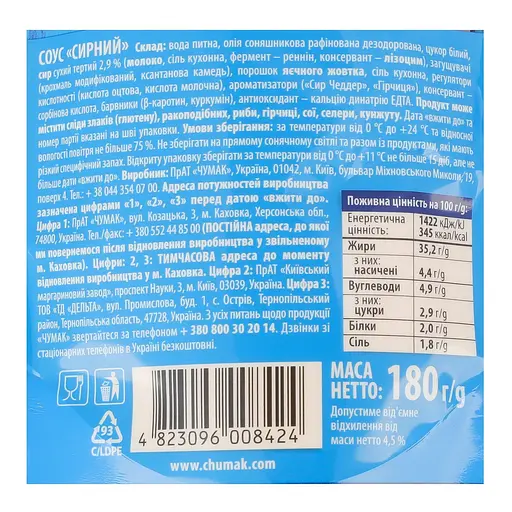 СОУС «СИРНИЙ» Склад: вода питна, олія соняшникова рафінована дезодорована, цукор білий,
сир сухий тертий 2,9 % (молоко, сіль кухонна, фермент – реннін, консервант – лізоцим), загущувачі
(крохмаль модифікований, ксантанова камедь), порошок яєчного жовтка, сіль кухонна, регулятори
кислотності (кислота оцтова, кислота молочна), ароматизатори («Сир Чеддер», «Гірчиця»), консервант –
сорбінова кислота, барвники (β-каротин, куркумін), антиоксидант – кальцію динатрію ЕДТА. Продукт може
містити сліди злаків (глютену), ракоподібних, риби, гірчиці, сої, селери, кунжуту. Дата «вжити до» та
номер партії вказані на шві упаковки. Умови зберігання: за температури від 0 °С до +24 °С та відносної
вологості повітря не більше 75 %. Не зберігати на прямому сонячному світлі та разом із продуктами, які мають
різкий специфічний запах. Відкриту упаковку зберігати за температури від 0 °С до +11 °С не більше 15 діб, але не
більше дати «вжити до». Виробник: ПрАТ «ЧУМАК», Україна, 01042, м. Київ, бульвар Міхновського Миколи, 19,
поверх 4. Тел.: + 38 044 354 07 00. Адреса потужностей виробництва
зазначена цифрами «1», «2», «3» перед датою «вжити до».
Цифра 1: ПрАТ «ЧУМАК», вул. Козацька, 3, м. Каховка, Херсонська обл.,
74800, Україна. Тел./факс: + 380 552 44 85 00 (ПОСТІЙНА адреса, до якої
ми повернемося після відновлення виробництва у звільненому
м. Каховка). Цифри: 2, 3: ТИМЧАСОВА адреса до моменту
відновлення виробництва у м. Каховка. Цифра 2: ПрАТ «Київський
маргариновий завод», проспект Науки, 3, м. Київ, 03039, Україна. Цифра 3:
ТОВ «ТД «ДЕЛЬТА», вул. Промислова, буд. 1, с. Острів, Тернопільський
район, Тернопільська область, 47728, Україна. З усіх питань щодо продукції
«ЧУМАК» звертайтеся за телефоном + 380 800 30 20 14. Дзвінки зі
стаціонарних телефонів в Україні безкоштовні.
Поживна цінність на 100 г/g:
Енергетична цінність: 1422 кДж/kJ 345 ккал/kcal
Жири 35,2 г/g
з них: насичені 4,4 г/g
Вуглеводи 4,9 г/g
з них: цукри 2,9 г/g
Білки 2,0 г/g
Сіль 1,8 г/g
МАСА НЕТТО: 180 г/g
Допустиме від'ємне
відхилення від
маси нетто 4,5 %
93
C/LDPE
4 823096 008424
www.chumak.com